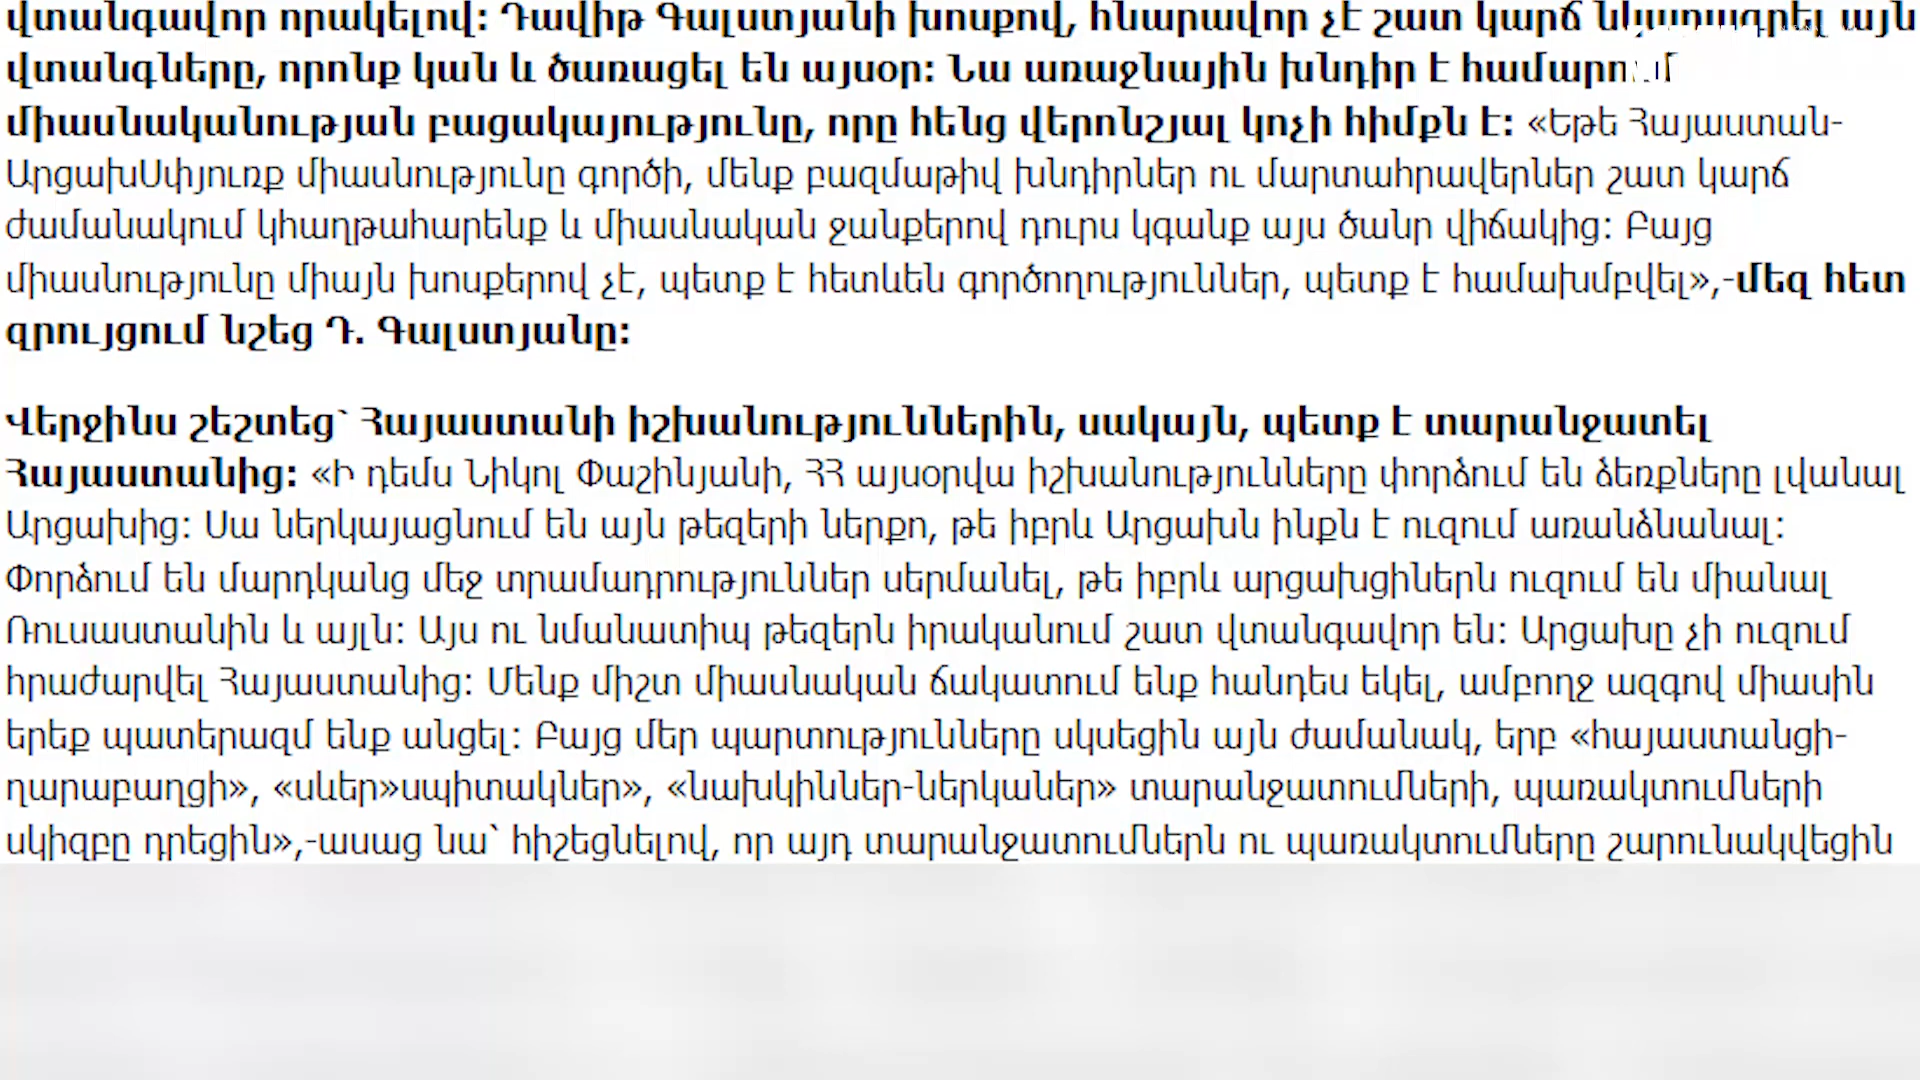 վտանգավոր որակելով: Դավիթ Գալստյանի խոսքով, հնարավոր չէ շատ կարճ նկարագրել այն
վտանգները, որոնք կան և ծառացել են այսօր: Նա առաջնային խնդիր է համարում
միասնականության բացակայությունը, որը հենց վերոնշյալ կոչի հիմքն է: «Եթե Հայաստան-
ԱրցախՍփյուռք միասնությունը գործի, մենք բազմաթիվ խնդիրներ ու մարտահրավերներ շատ կարճ
ժամանակում կհաղթահարենք և միասնական ջանքերով դուրս կգանք այս ծանր վիճակից: Բայց
միասնությունը միայն խոսքերով չէ, պետք է հետևեն գործողություններ, պետք է համախմբվել»,-մեզ հետ
զրույցում նշեց Դ. Գալստյանը:
Վերջինս շեշտեց` Հայաստանի իշխանություններին, սակայն, պետք է տարանջատել
Հայաստանից: «Ի դեմս Նիկոլ Փաշինյանի, ՀՀ այսօրվա իշխանությունները փորձում են ձեռքները լվանալ
Արցախից: Սա ներկայացնում են այն թեզերի ներքո, թե իբրև Արցախն ինքն է ուզում առանձնանալ:
Փորձում են մարդկանց մեջ տրամադրություններ սերմանել, թե իբրև արցախցիներն ուզում են միանալ
Ռուսաստանին և այլն: Այս ու նմանատիպ թեզերն իրականում շատ վտանգավոր են: Արցախը չի ուզում
հրաժարվել Հայաստանից: Մենք միշտ միասնական ճակատում ենք հանդես եկել, ամբողջ ազգով միասին
երեք պատերազմ ենք անցել: Բայց մեր պարտությունները սկսեցին այն ժամանակ, երբ «հայաստանցի-
ղարաբաղցի», «սևեր»սպիտակներ», «նախկիններ-ներկաներ» տարանջատումների, պառակտումների
սկիզբը դրեցին»,-ասաց նա` հիշեցնելով, որ այդ տարանջատումներն ու պառակտումները շարունակվեցին